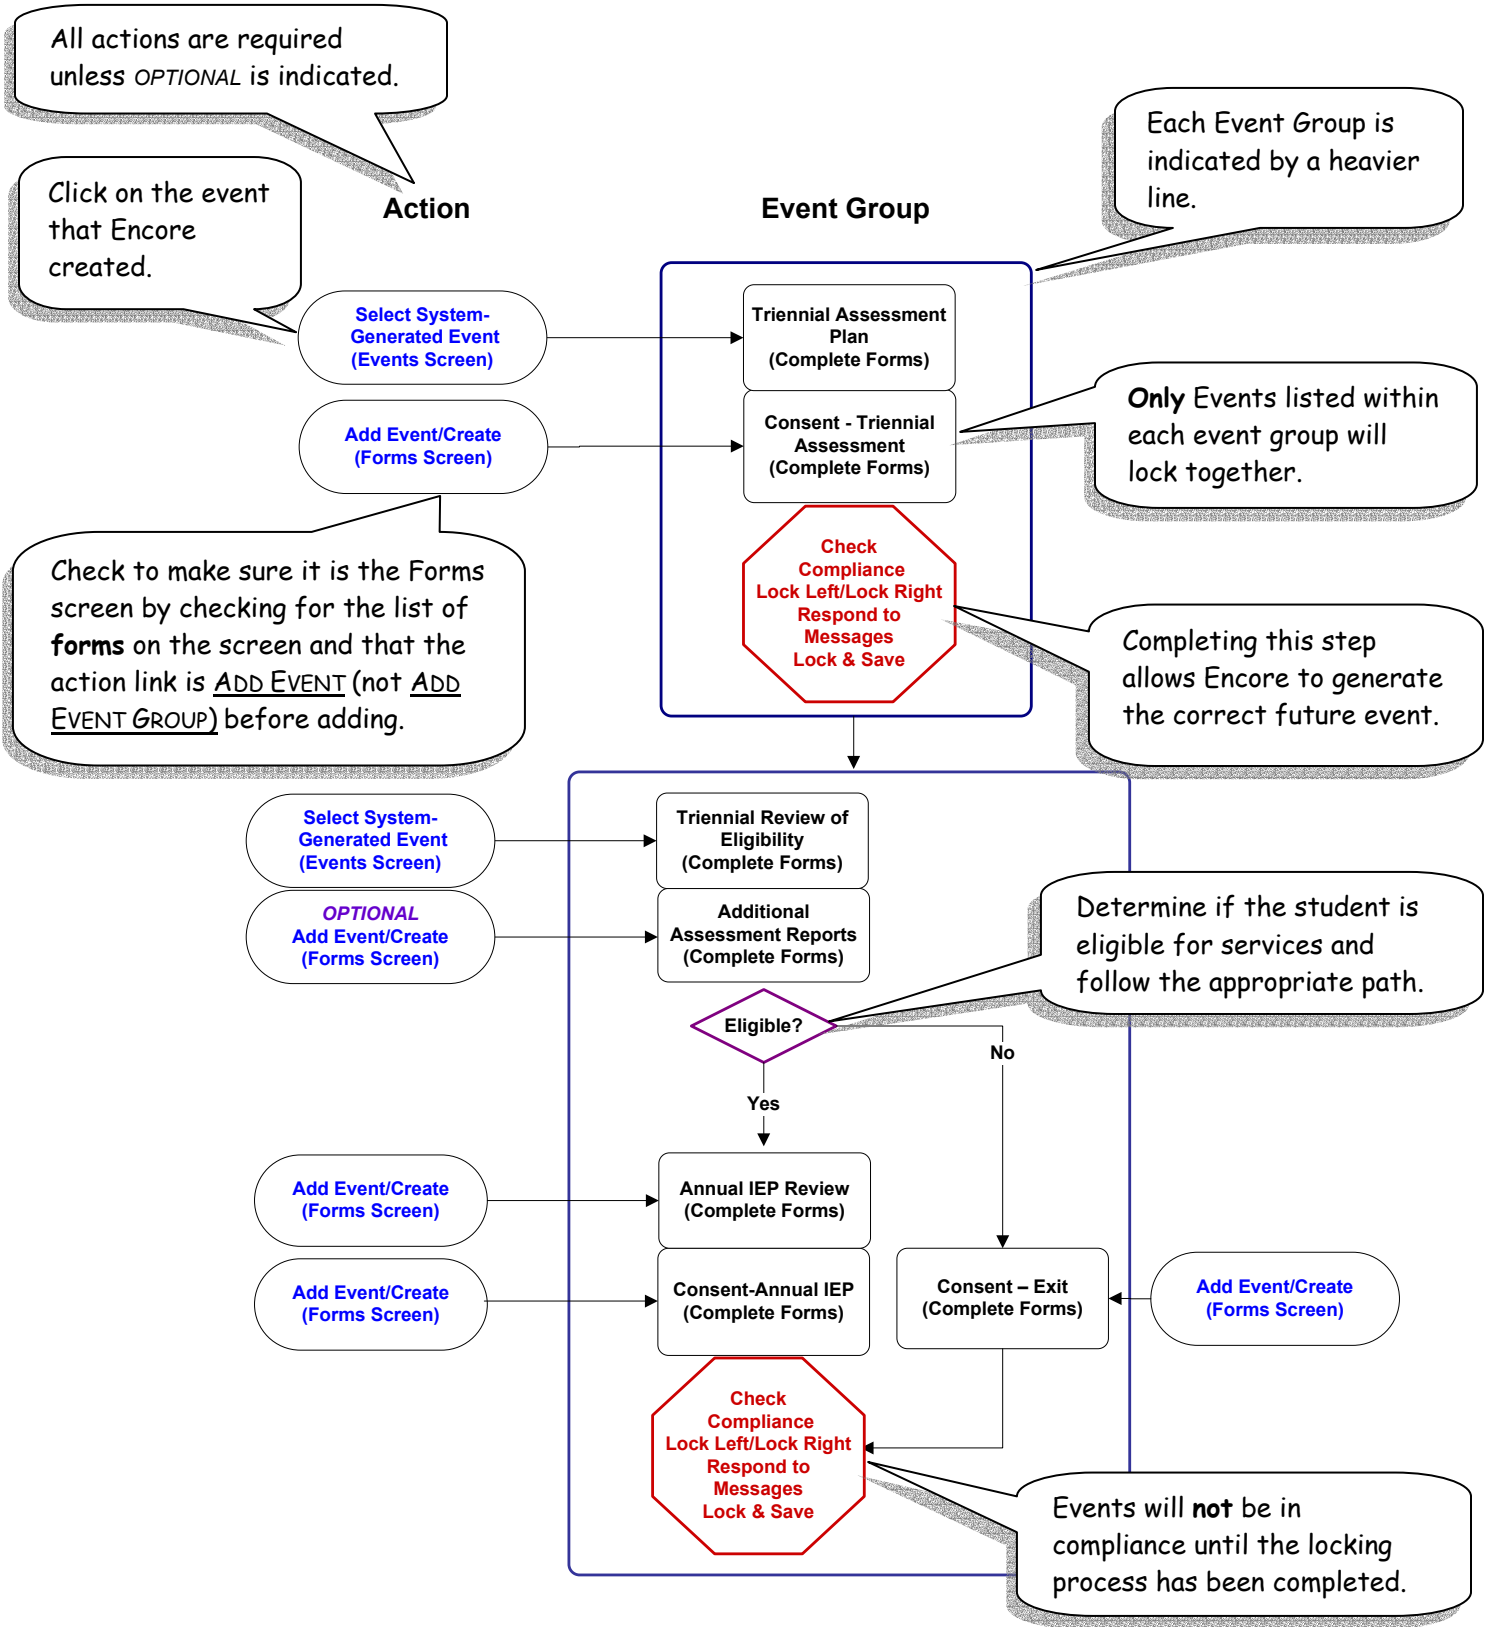 All actions are required
unless OPTIONAL is indicated.
Each Event Group is
indicated by a heavier
line.
Click on the event
that Encore
created.
Action
Event Group
Select System-
Generated Event
(Events Screen)
Triennial Assessment
Plan
(Complete Forms)
Only Events listed within
each event group will
lock together.
Add Event/Create
(Forms Screen)
Consent - Triennial
Assessment
(Complete Forms)
Check to make sure it is the Forms
screen by checking for the list of
forms on the screen and that the
action link is ADD EVENT (not ADD
EVENT GROUP) before adding.
Check
Compliance
Lock Left/Lock Right
Respond to
Messages
Lock & Save
Completing this step
allows Encore to generate
the correct future event.
Select System-
Generated Event
(Events Screen)
Triennial Review of
Eligibility
(Complete Forms)
OPTIONAL
Add Event/Create
(Forms Screen)
Additional
Assessment Reports
(Complete Forms)
Determine if the student is
eligible for services and
follow the appropriate path.
Eligible?
No
Yes
Add Event/Create
(Forms Screen)
Annual IEP Review
(Complete Forms)
Add Event/Create
(Forms Screen)
Consent-Annual IEP
(Complete Forms)
Consent – Exit
(Complete Forms)
Add Event/Create
(Forms Screen)
Check
Compliance
Lock Left/Lock Right
Respond to
Messages
Lock & Save
Events will not be in
compliance until the locking
process has been completed.